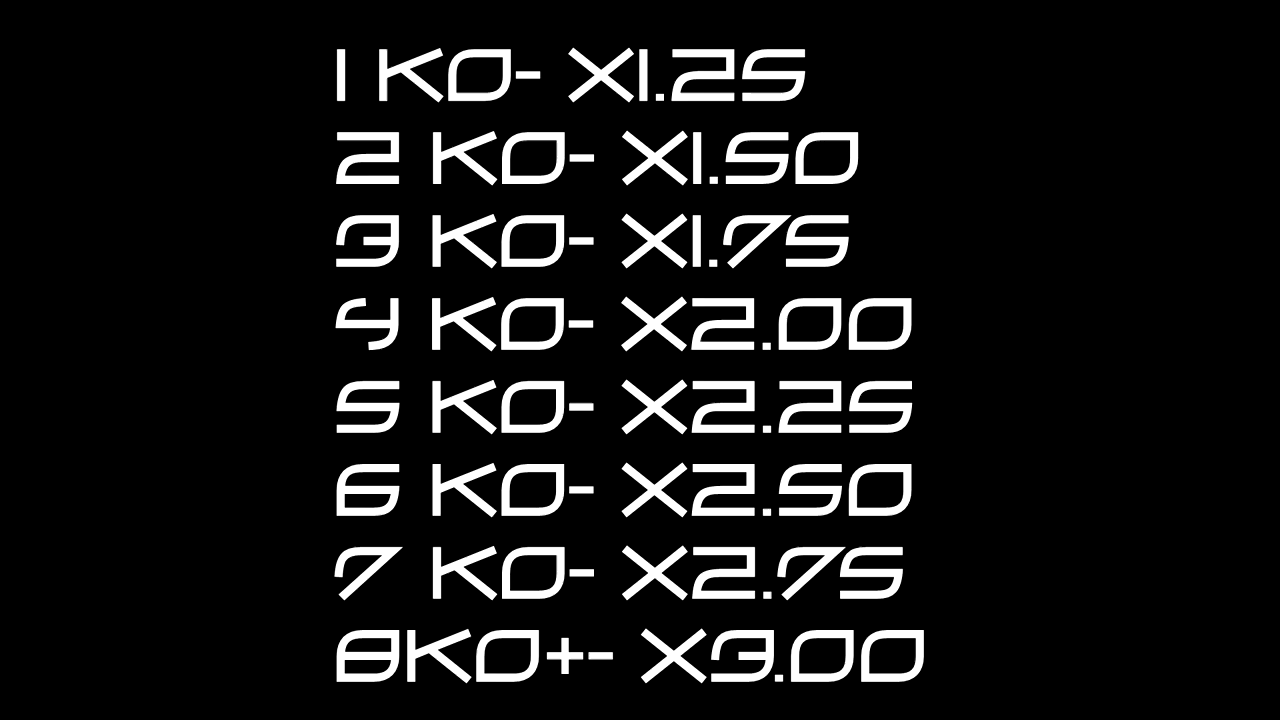 1 KO- X1.25
2 KO- X1.50
3 KO- X1.75
4 KO- X2.00
5 KO- X2.25
6 KO- X2.50
7 KO- X2.75
8KO+- X3.00